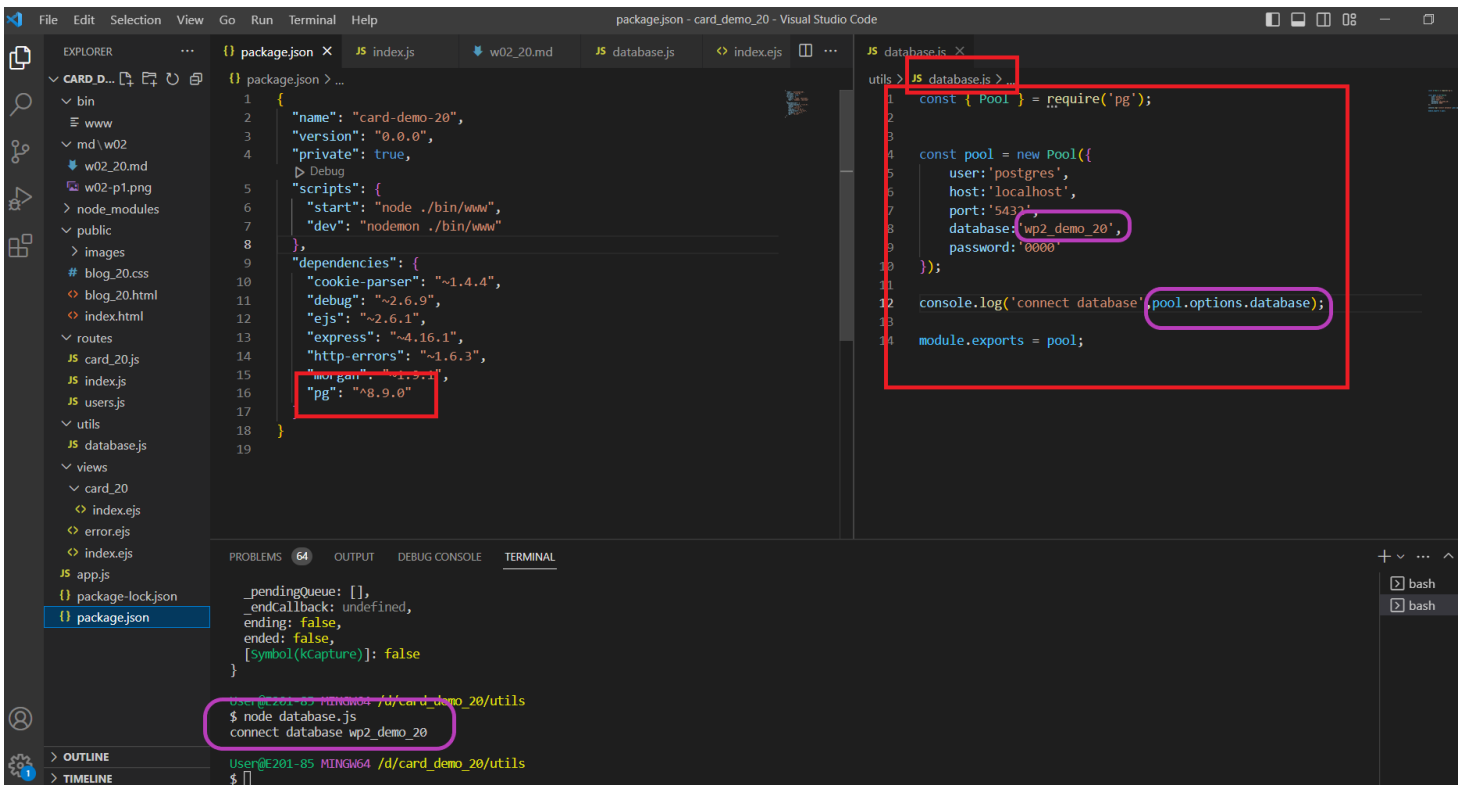 File Edit Selection View Go Run Terminal Help
package.json - card_demo_20 - Visual Studio Code
EXPLORER
CARD_D...
bin
www
md\w02
w02_20.md
w02-p1.png
node_modules
public
images
# blog_20.css
<> blog_20.html
<> index.html
routes
JS card_20.js
JS index.js
JS users.js
utils
JS database.js
views
card_20
<> index.ejs
<> error.ejs
<> index.ejs
JS app.js
{} package-lock.json
{} package.json
1
OUTLINE
TIMELINE
{} package.json
JS index.js
w02_20.md
JS database.js
<> index.ejs
{} package.json > ...
1 {
2 "name": "card-demo-20",
3 "version": "0.0.0",
4 "private": true,
Debug
5 "scripts": {
6 "start": "node ./bin/www",
7 "dev": "nodemon ./bin/www"
8 },
9 "dependencies": {
10 "cookie-parser": "~1.4.4",
11 "debug": "~2.6.9",
12 "ejs": "~2.6.1",
13 "express": "~4.16.1",
14 "http-errors": "~1.6.3",
15 "morgan": "~1.9.1",
16 "pg": "^8.9.0"
17
18 }
19
JS database.js
utils > JS database.js > ...
1 const { Pool } = require('pg');
2
3
4 const pool = new Pool({
5 user:'postgres',
6 host:'localhost',
7 port:'5432',
8 database:'wp2_demo_20',
9 password:'0000'
10 });
11
12 console.log('connect database',pool.options.database);
13
14 module.exports = pool;
PROBLEMS 64 OUTPUT DEBUG CONSOLE TERMINAL
_pendingQueue: [],
_endCallback: undefined,
ending: false,
ended: false,
[Symbol(kCapture)]: false
}
User@E201-85 MINGW64 /d/card_demo_20/utils
$ node database.js
connect database wp2_demo_20
User@E201-85 MINGW64 /d/card_demo_20/utils
$
bash
bash